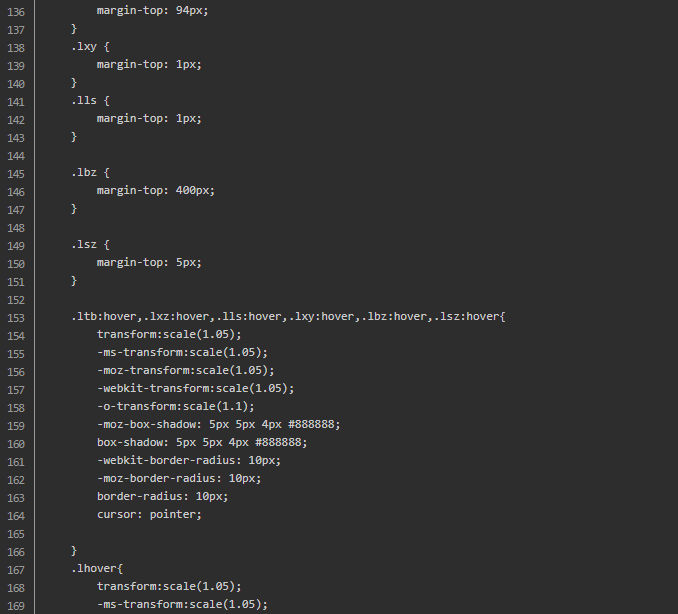 136 margin-top: 94px;
137 }
138 .lxy {
139 margin-top: 1px;
140 }
141 .lls {
142 margin-top: 1px;
143 }
144
145 .lbz {
146 margin-top: 400px;
147 }
148
149 .lsz {
150 margin-top: 5px;
151 }
152
153 .ltb:hover,.lxz:hover,.lls:hover,.lxy:hover,.lbz:hover,.lsz:hover{
154 transform:scale(1.05);
155 -ms-transform:scale(1.05);
156 -moz-transform:scale(1.05);
157 -webkit-transform:scale(1.05);
158 -o-transform:scale(1.1);
159 -moz-box-shadow: 5px 5px 4px #888888;
160 box-shadow: 5px 5px 4px #888888;
161 -webkit-border-radius: 10px;
162 -moz-border-radius: 10px;
163 border-radius: 10px;
164 cursor: pointer;
165
166 }
167 .lhover{
168 transform:scale(1.05);
169 -ms-transform:scale(1.05);